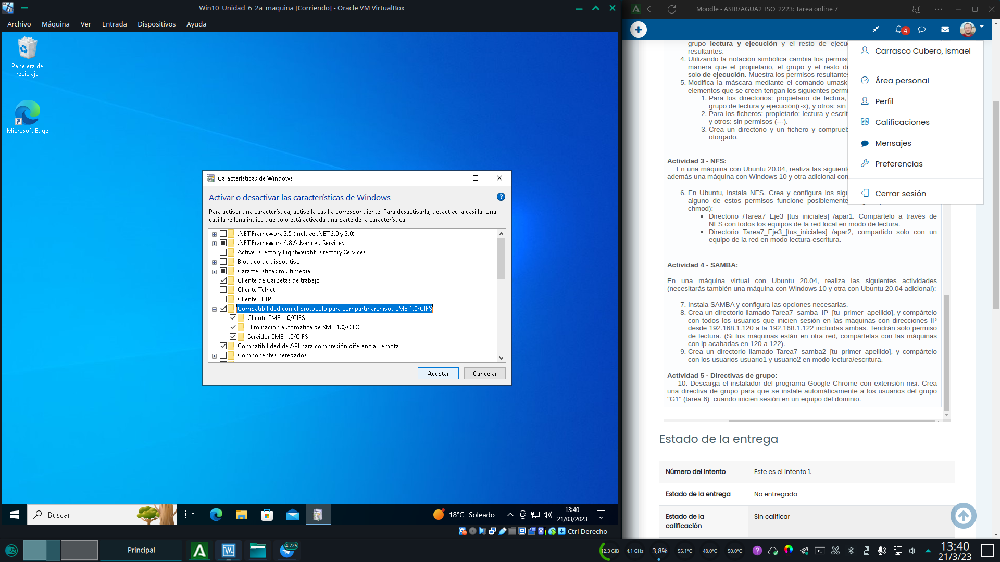 Win10_Unidad_6_2a_maquina [Corriendo] - Oracle VM VirtualBox
Archivo Máquina Ver Entrada Dispositivos Ayuda
Papelera de
reciclaje
Microsoft Edge
Características de Windows
Activar o desactivar las características de Windows
Para activar una característica, active la casilla correspondiente. Para desactivarla, desactive la casilla. Una
casilla rellena indica que solo está activada una parte de la característica.
.NET Framework 3.5 (incluye .NET 2.0 y 3.0)
.NET Framework 4.8 Advanced Services
Active Directory Lightweight Directory Services
Bloqueo de dispositivo
Características multimedia
Cliente de Carpetas de trabajo
Cliente Telnet
Cliente TFTP
Compatibilidad con el protocolo para compartir archivos SMB 1.0/CIFS
Cliente SMB 1.0/CIFS
Eliminación automática de SMB 1.0/CIFS
Servidor SMB 1.0/CIFS
Compatibilidad de API para compresión diferencial remota
Componentes heredados
Aceptar Cancelar
Buscar
18°C Soleado
13:40
21/03/2023
Ctrl Derecho
Moodle - ASIR/AGUA2_ISO_2223: Tarea online 7
4
grupo lectura y ejecución y el resto de ejecu
resultantes.
4. Utilizando la notación simbólica cambia los permiso
manera que el propietario, el grupo y el resto de
solo de ejecución. Muestra los permisos resultante
5. Modifica la máscara mediante el comando umask
elementos que se creen tengan los siguientes permi
1. Para los directorios: propietario de lectura,
grupo de lectura y ejecución(r-x), y otros: sin
2. Para los ficheros: propietario: lectura y escrit
y otros: sin permisos (---).
3. Crea un directorio y un fichero y comprueb
otorgado.
Carrasco Cubero, Ismael
Área personal
Perfil
Calificaciones
Mensajes
Preferencias
Cerrar sesión
Actividad 3 - NFS:
En una máquina con Ubuntu 20.04, realiza las siguiente
además una máquina con Windows 10 y otra adicional con
6. En Ubuntu, instala NFS. Crea y configura los sigu
alguno de estos permisos funcione posiblemente
chmod):
Directorio /Tarea7_Eje3_[tus_iniciales] /apar1. Compártelo a través de
NFS con todos los equipos de la red local en modo de lectura.
Directorio Tarea7_Eje3_[tus_iniciales] /apar2, compartido solo con un
equipo de la red en modo lectura-escritura.
Actividad 4 - SAMBA:
En una máquina virtual con Ubuntu 20.04, realiza las siguientes actividades
(necesitarás también una máquina con Windows 10 y otra con Ubuntu 20.04 adicional):
7. Instala SAMBA y configura las opciones necesarias.
8. Crea un directorio llamado Tarea7_samba_IP_[tu_primer_apellido], y compártelo
con todos los usuarios que inicien sesión en las máquinas con direcciones IP
desde 192.168.1.120 a la 192.168.1.122 incluidas ambas. Tendrán solo permiso
de lectura. (Si tus máquinas están en otra red, compártelas con las máquinas
con ip acabadas en 120 a 122).
9. Crea un directorio llamado Tarea7_samba2_[tu_primer_apellido], y compártelo
con los usuarios usuario1 y usuario2 en modo lectura/escritura.
Actividad 5 - Directivas de grupo:
10. Descarga el instalador del programa Google Chrome con extensión msi. Crea
una directiva de grupo para que se instale automáticamente a los usuarios del grupo
"G1" (tarea 6) cuando inicien sesión en un equipo del dominio.
Estado de la entrega
Número del intento Este es el intento 1.
Estado de la entrega No entregado
Estado de la
calificación Sin calificar
Principal
4.725
12,3 GiB 4,1 GHz 3,8% 55,1°C 48,0°C 50,0°C
13:40
21/3/23